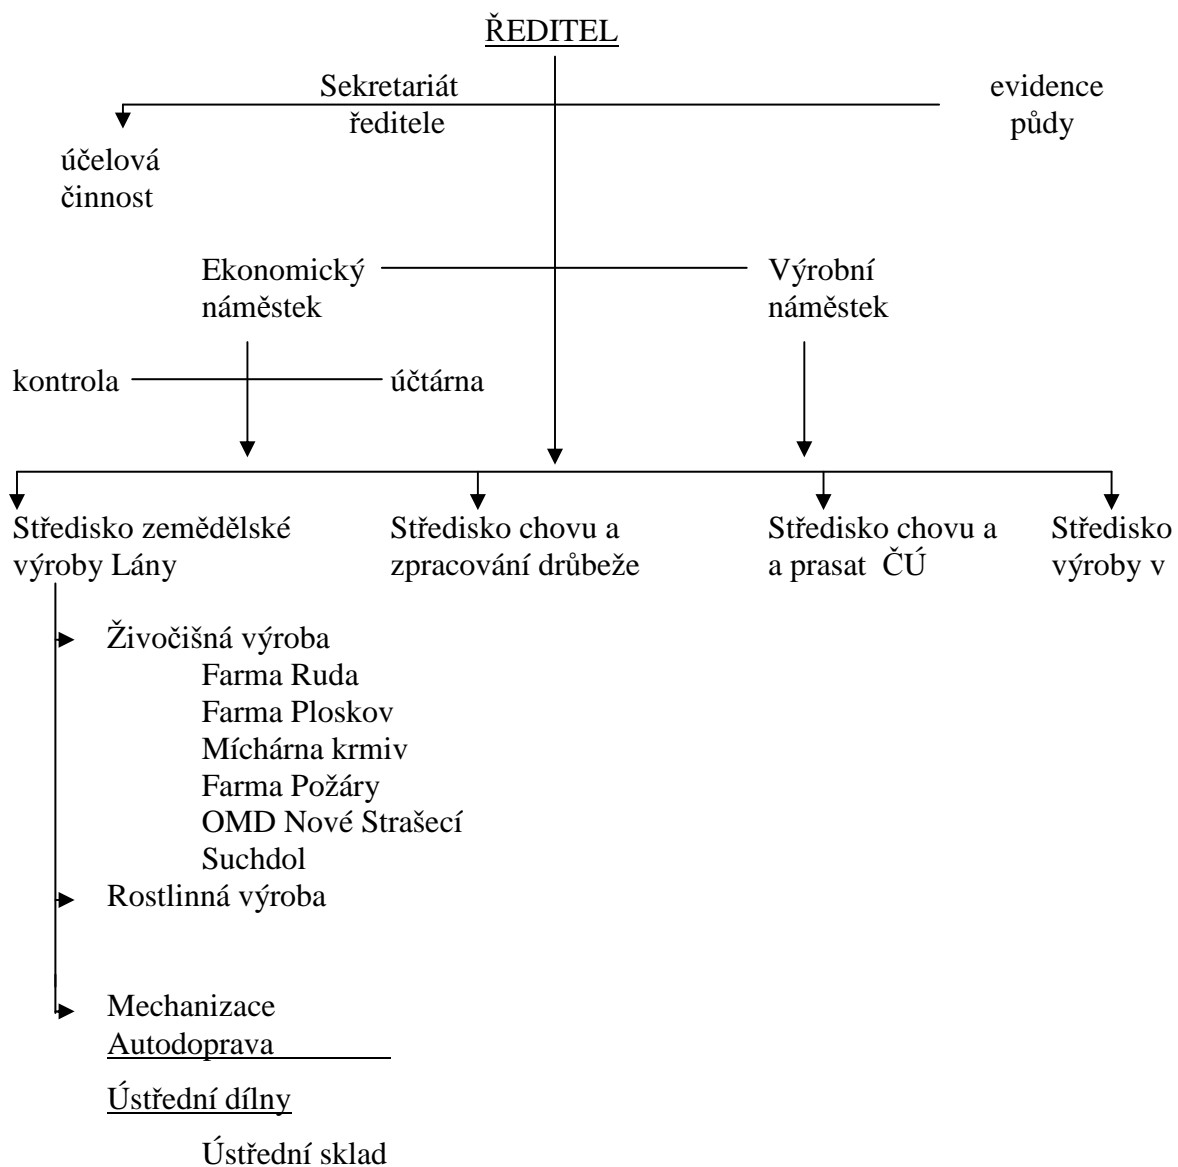 ŘEDITEL
Sekretariát
ředitele
evidence
půdy
účelová
činnost
Ekonomický
náměstek
Výrobní
náměstek
kontrola
účtárna
Středisko zemědělské
výroby Lány
Středisko chovu a
zpracování drůbeže
Středisko chovu a
a prasat ČÚ
Středisko
výroby v
Živočišná výroba
Farma Ruda
Farma Ploskov
Míchárna krmiv
Farma Požáry
OMD Nové Strašecí
Suchdol
Rostlinná výroba
Mechanizace
Autodoprava
Ústřední dílny
Ústřední sklad